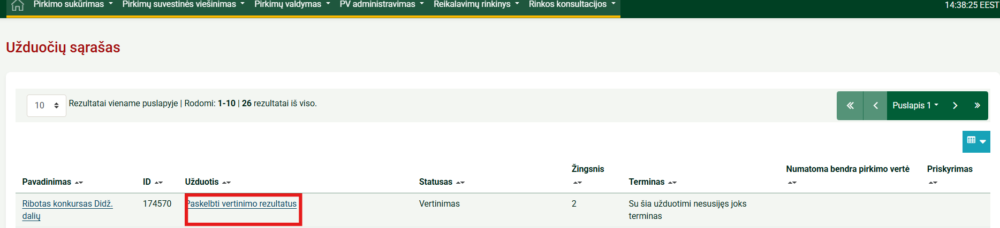 Pirkimo sukūrimas Pirkimų suvestinės viešinimas Pirkimų valdymas PV administravimas Reikalavimų rinkinys Rinkos konsultacijos 14:38:25 EEST
Užduočių sąrašas
10 Rezultatai viename puslapyje | Rodomi: 1-10 | 26 rezultatai iš viso. Puslapis 1
Pavadinimas ID Užduotis Statusas Žingsnis Terminas Numatoma bendra pirkimo vertė Priskyrimas
Ribotas konkursas Didž. 174570 Paskelbti vertinimo rezultatus Vertinimas 2 Su šia užduotimi nesusijęs joks
dalių terminas